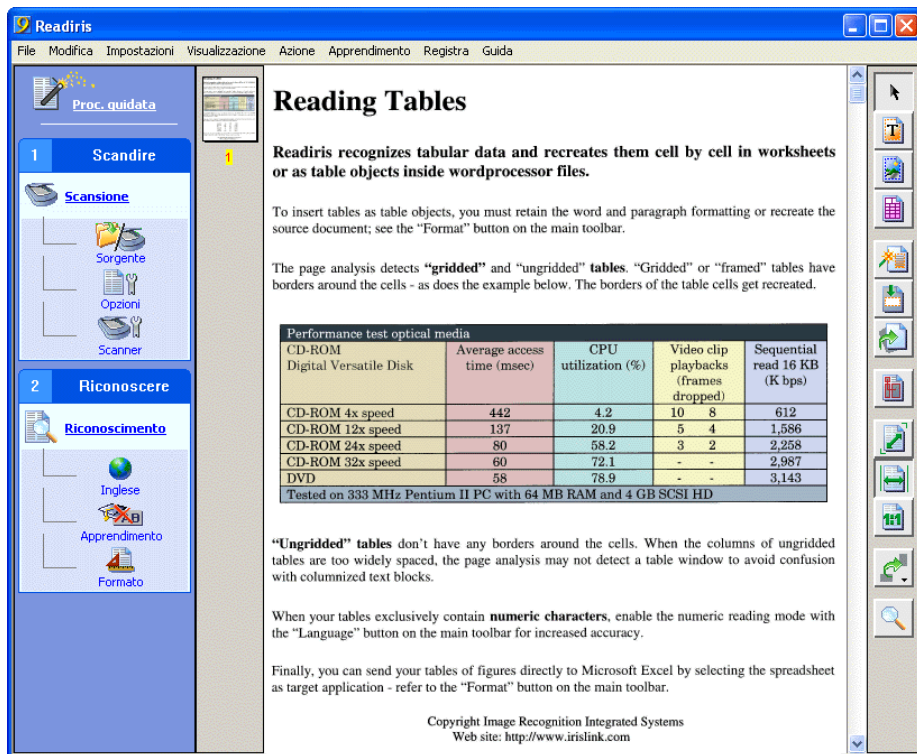 Readiris
File Modifica Impostazioni Visualizzazione Azione Apprendimento Registra Guida
Proc. guidata
1 Scandire
Scansione
Sorgente
Opzioni
Scanner
2 Riconoscere
Riconoscimento
Inglese
Apprendimento
Formato
1
Reading Tables
Readiris recognizes tabular data and recreates them cell by cell in worksheets
or as table objects inside wordprocessor files.
To insert tables as table objects, you must retain the word and paragraph formatting or recreate the
source document; see the “Format” button on the main toolbar.
The page analysis detects “gridded” and “ungridded” tables. “Gridded” or “framed” tables have
borders around the cells - as does the example below. The borders of the table cells get recreated.
Performance test optical media
CD-ROM Average access CPU Video clip Sequential
Digital Versatile Disk time (msec) utilization (%) playbacks read 16 KB
(frames (K bps)
dropped)
CD-ROM 4x speed 442 4.2 10 8 612
CD-ROM 12x speed 137 20.9 5 4 1,586
CD-ROM 24x speed 80 58.2 3 2 2,258
CD-ROM 32x speed 60 72.1 - - 2,987
DVD 58 78.9 - - 3,143
Tested on 333 MHz Pentium II PC with 64 MB RAM and 4 GB SCSI HD
“Ungridded” tables don’t have any borders around the cells. When the columns of ungridded
tables are too widely spaced, the page analysis may not detect a table window to avoid confusion
with columnized text blocks.
When your tables exclusively contain numeric characters, enable the numeric reading mode with
the “Language” button on the main toolbar for increased accuracy.
Finally, you can send your tables of figures directly to Microsoft Excel by selecting the spreadsheet
as target application - refer to the “Format” button on the main toolbar.
Copyright Image Recognition Integrated Systems
Web site: http://www.irislink.com
T
1:1